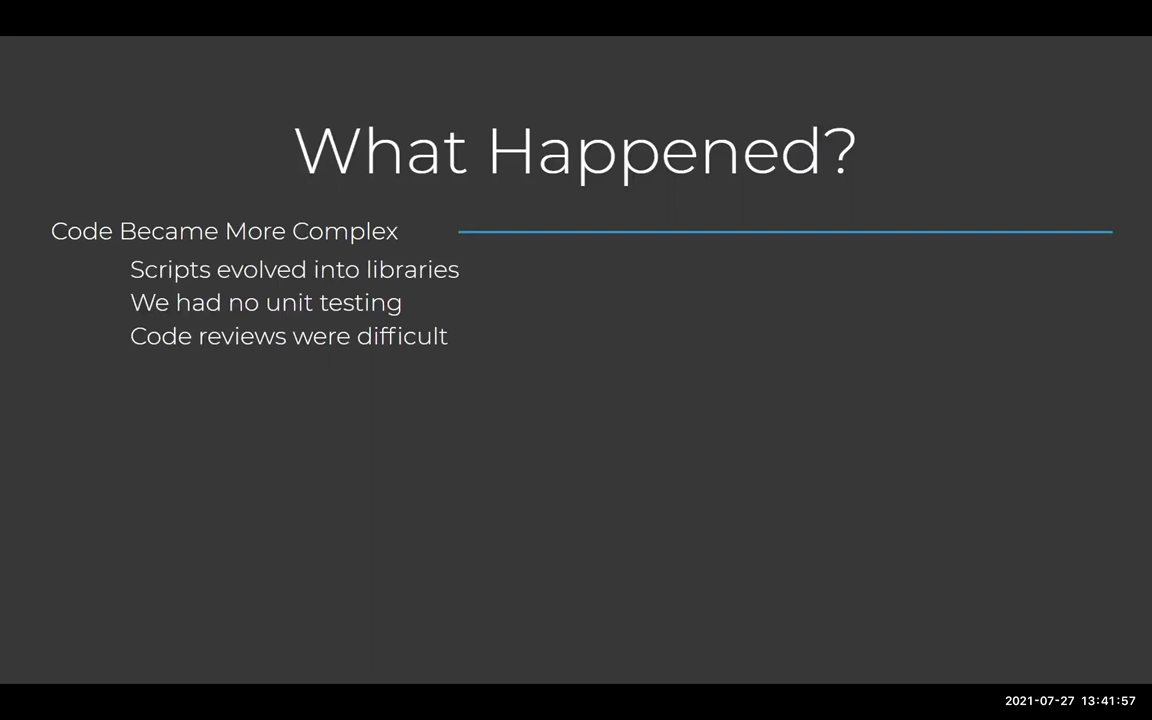 What Happened?
Code Became More Complex
Scripts evolved into libraries
We had no unit testing
Code reviews were difficult
2021-07-27 13:41:57